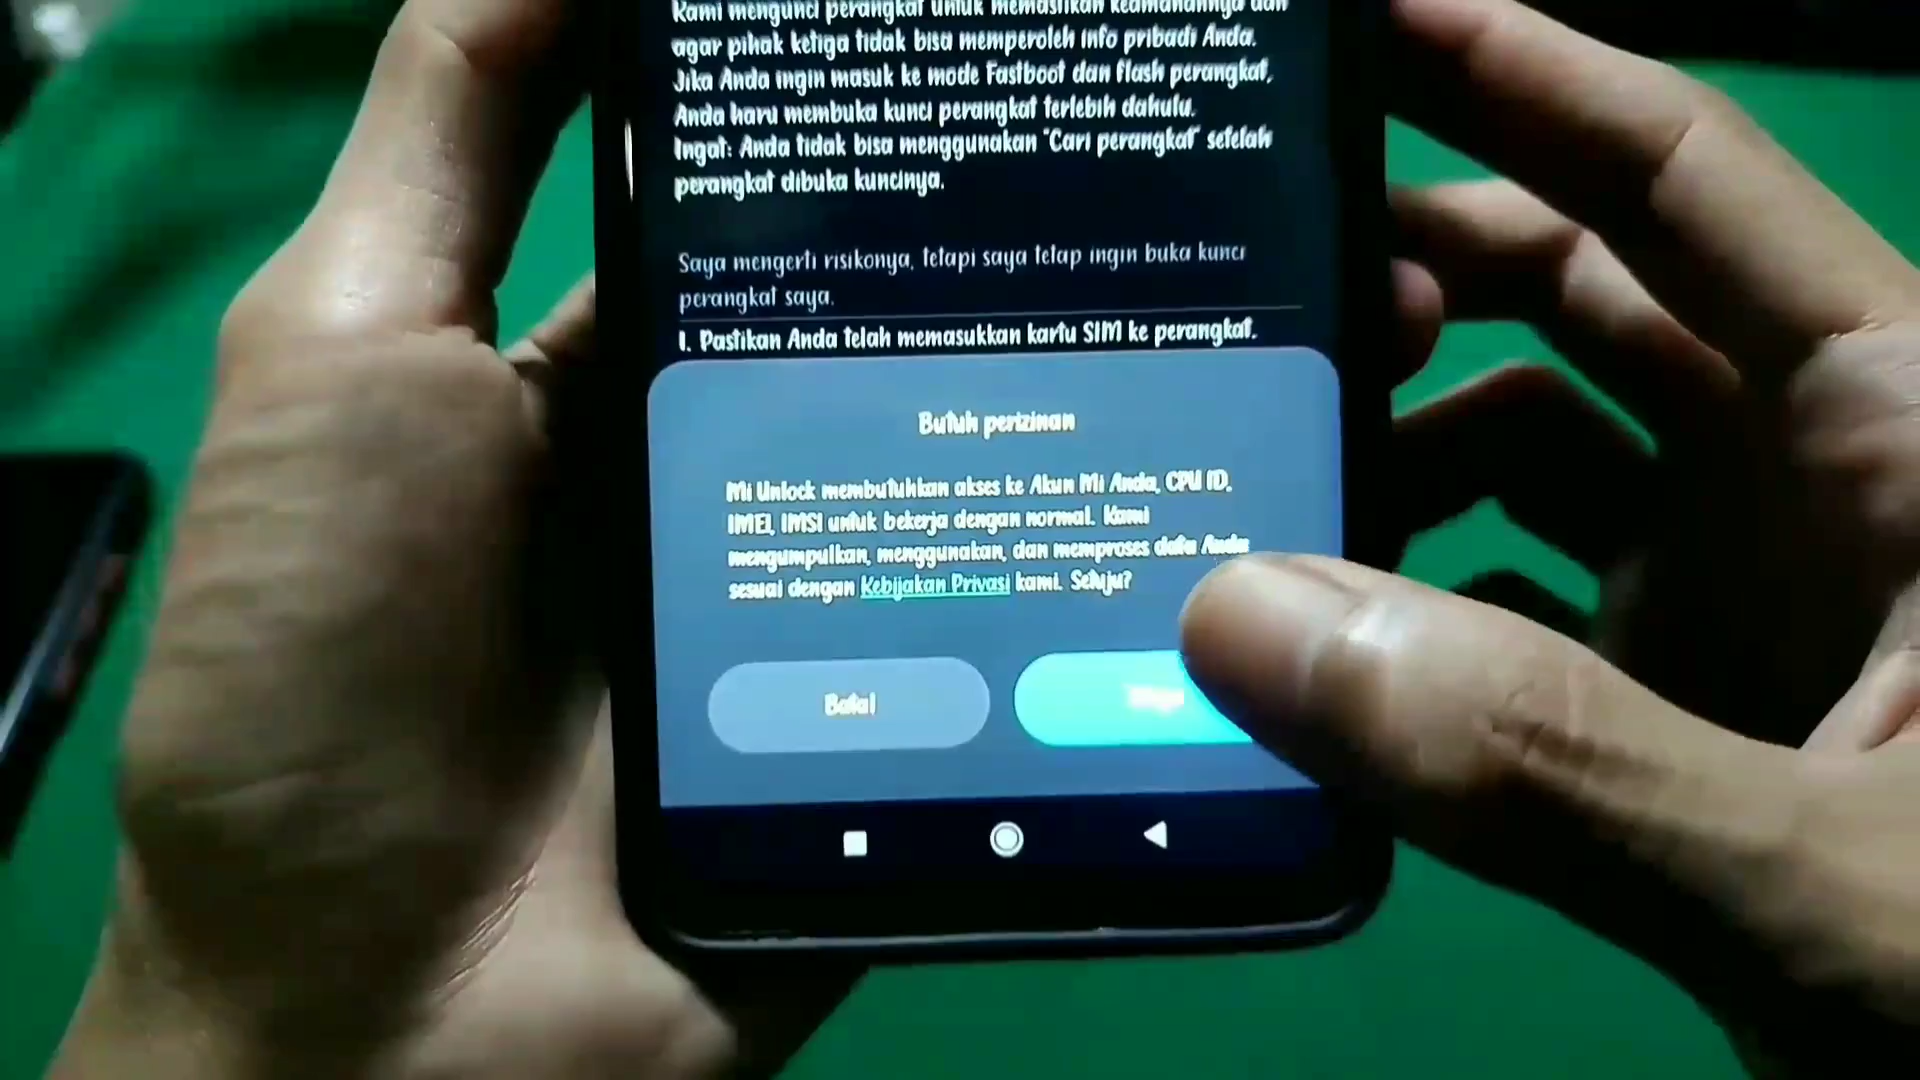 Kami mengunci perangkat untuk memastikan keamanannya dan
agar pihak ketiga tidak bisa memperoleh info pribadi Anda.
Jika Anda ingin masuk ke mode Fastboot dan flash perangkat,
Anda haru membuka kunci perangkat terlebih dahulu.
Ingat: Anda tidak bisa menggunakan "Cari perangkat" setelah
perangkat dibuka kuncinya.
Saya mengerti risikonya, tetapi saya tetap ingin buka kunci
perangkat saya.
1. Pastikan Anda telah memasukkan kartu SIM ke perangkat.
Butuh perizinan
Mi Unlock membutuhkan akses ke Akun Mi Anda, CPU ID,
IMEI, IMSI untuk bekerja dengan normal. Kami
mengumpulkan, menggunakan, dan memproses data Anda
sesuai dengan Kebijakan Privasi kami. Setuju?
Batal